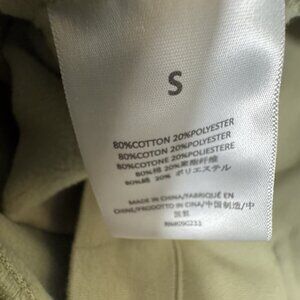 S
80%COTTON 20%POLYESTER
80%COTON 20%POLYESTER
80%COTONE 20%POLIESTERE
80%棉 20%聚酯纤维
80%綿 20% ポリエステル
MADE IN CHINA/FABRIQUÉ EN
CHINE/PRODOTTO IN CINA/中国制造/中
国製
RN#